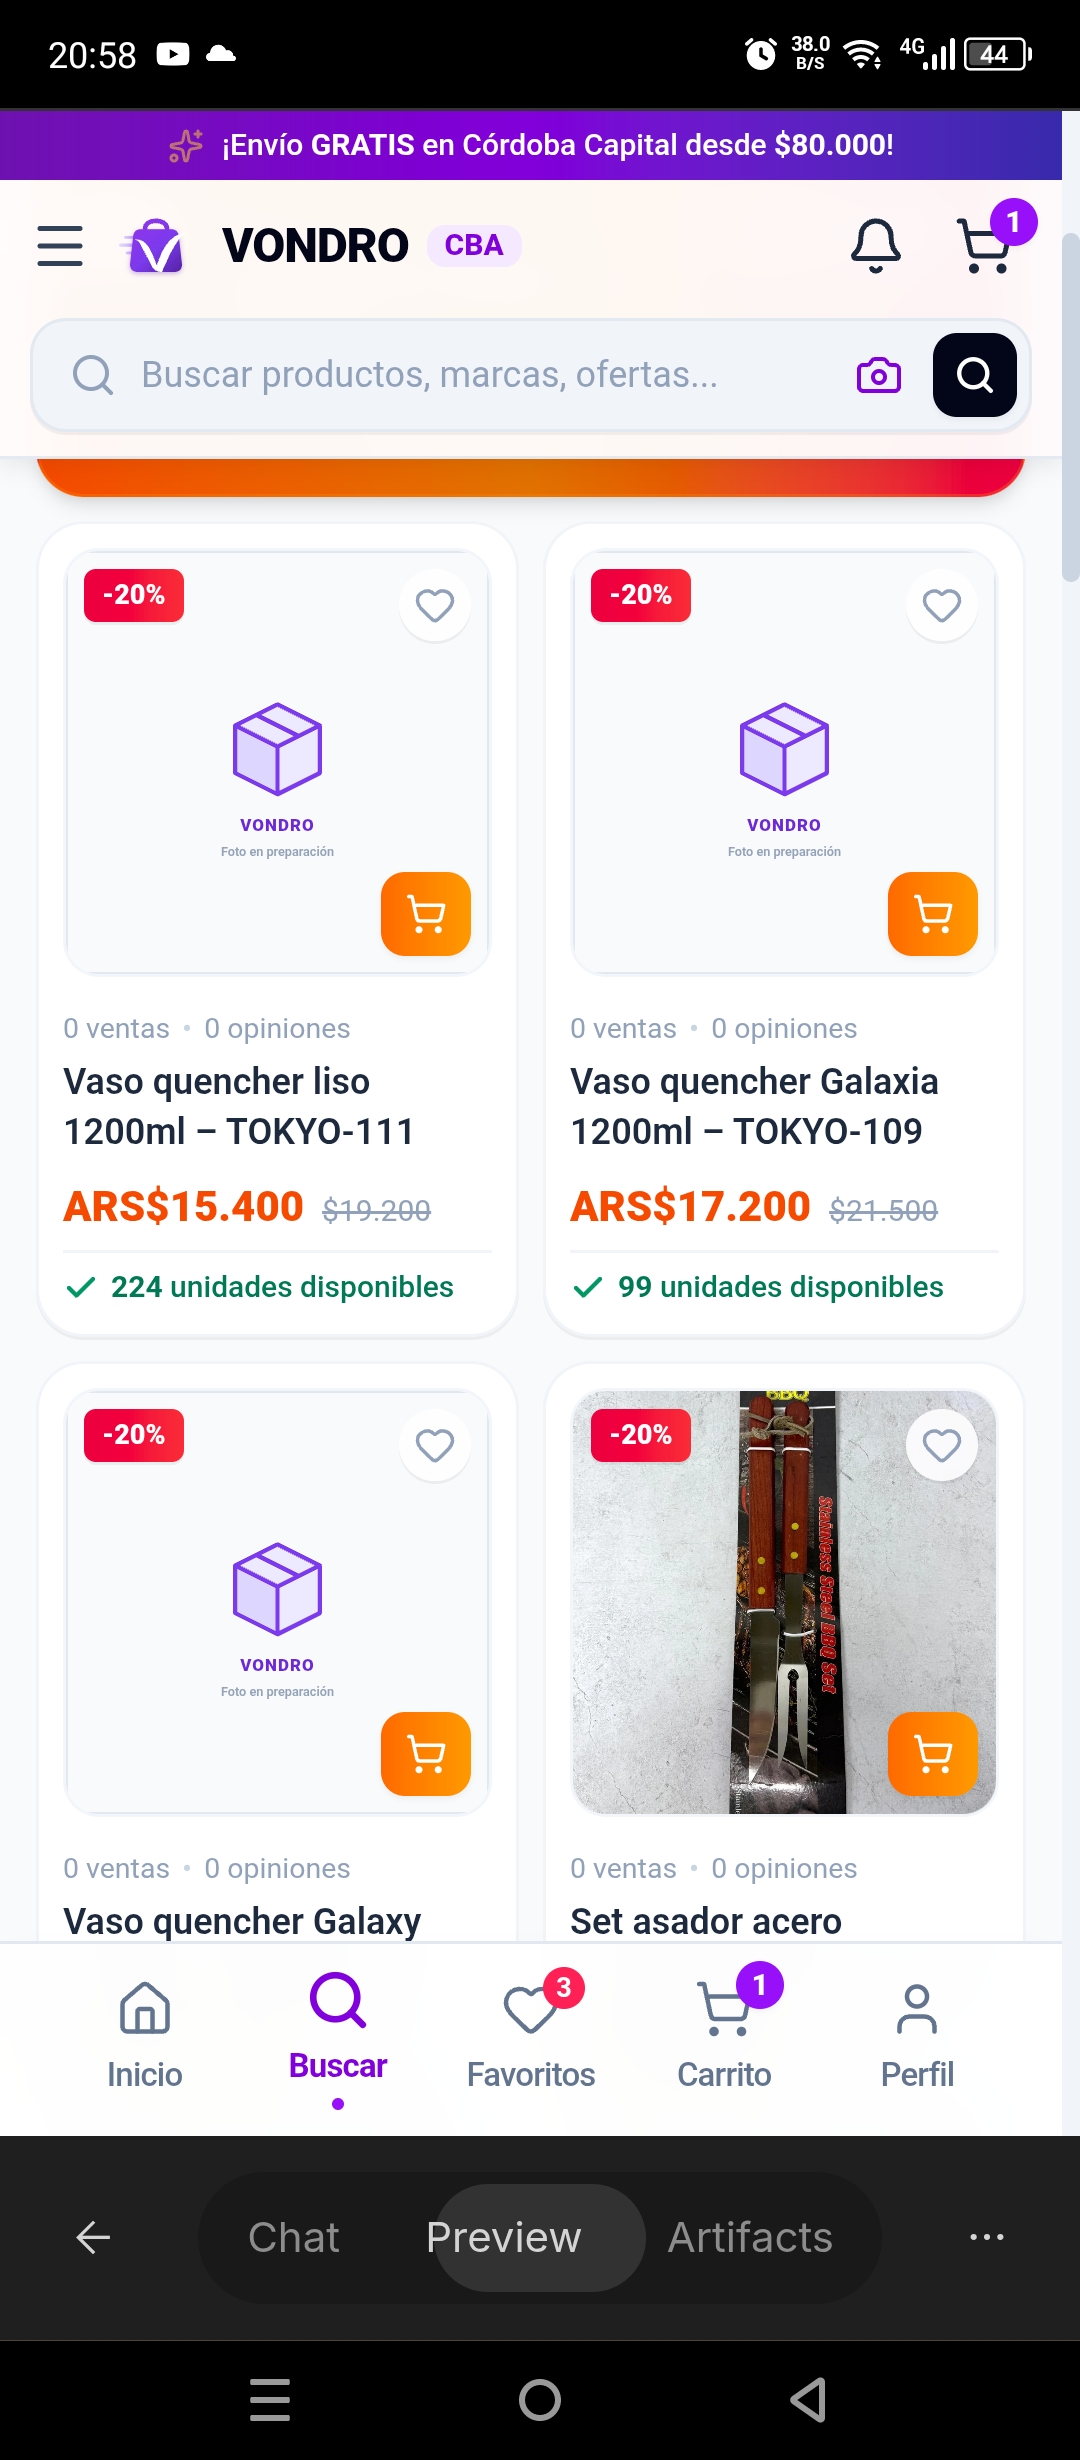 20:58
38.0
B/S
4G
44
¡Envío GRATIS en Córdoba Capital desde $80.000!
VONDRO CBA
1
Buscar productos, marcas, ofertas...
-20%
-20%
VONDRO
Foto en preparación
VONDRO
Foto en preparación
0 ventas • 0 opiniones
Vaso quencher liso
1200ml – TOKYO-111
ARS$15.400 $19.200
224 unidades disponibles
0 ventas • 0 opiniones
Vaso quencher Galaxia
1200ml – TOKYO-109
ARS$17.200 $21.500
99 unidades disponibles
-20%
VONDRO
Foto en preparación
0 ventas • 0 opiniones
Vaso quencher Galaxy
-20%
BBQ
Stainless Steel BBQ Set
0 ventas • 0 opiniones
Set asador acero
Inicio
Buscar
3
Favoritos
1
Carrito
Perfil
Chat
Preview
Artifacts